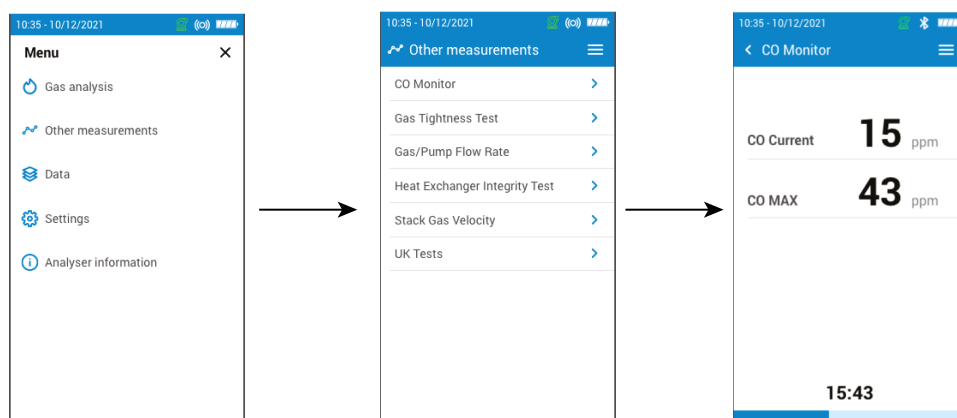 10:35 - 10/12/2021
Menu
Gas analysis
Other measurements
Data
Settings
Analyser information
10:35 - 10/12/2021
Other measurements
CO Monitor
Gas Tightness Test
Gas/Pump Flow Rate
Heat Exchanger Integrity Test
Stack Gas Velocity
UK Tests
10:35 - 10/12/2021
CO Monitor
CO Current 15 ppm
CO MAX 43 ppm
15:43